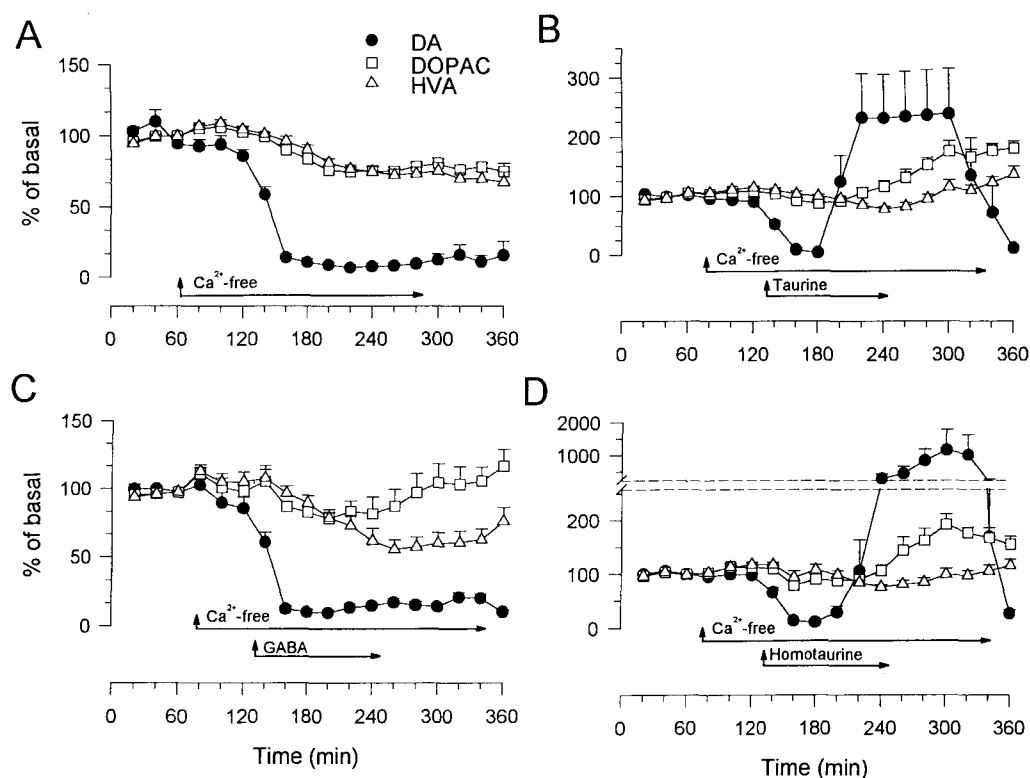 A
DA
DOPAC
HVA
150
100
50
0
% of basal
Ca²⁺-free
0 60 120 180 240 300 360
B
300
200
100
0
Ca²⁺-free
Taurine
0 60 120 180 240 300 360
C
150
100
50
0
% of basal
Ca²⁺-free
GABA
0 60 120 180 240 300 360
Time (min)
D
2000
1000
200
100
0
Ca²⁺-free
Homotaurine
0 60 120 180 240 300 360
Time (min)